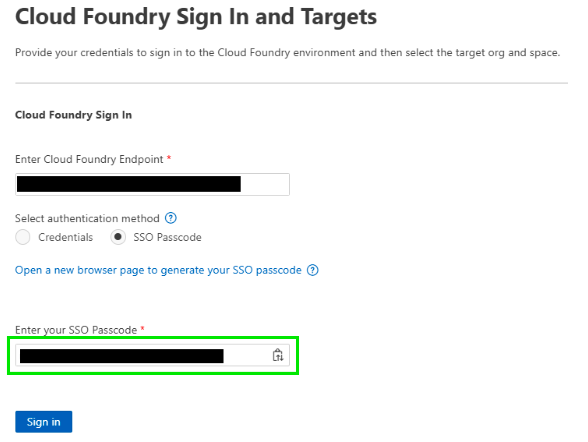 Cloud Foundry Sign In and Targets
Provide your credentials to sign in to the Cloud Foundry environment and then select the target org and space.
Cloud Foundry Sign In
Enter Cloud Foundry Endpoint *
Select authentication method ?
Credentials SSO Passcode
Open a new browser page to generate your SSO passcode ?
Enter your SSO Passcode *
Sign in